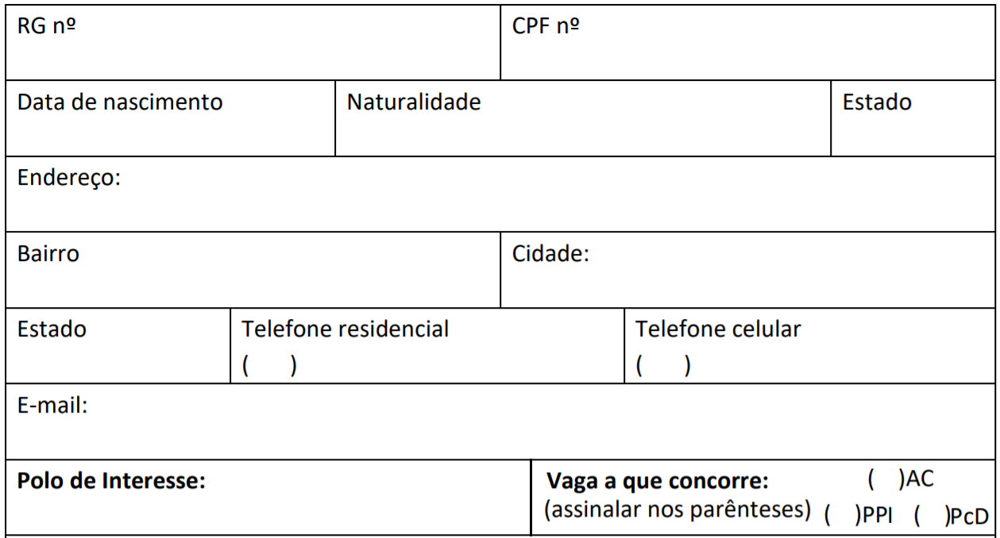 RG nº CPF nº
Data de nascimento Naturalidade Estado
Endereço:
Bairro Cidade:
Estado Telefone residencial Telefone celular
( ) ( )
E-mail:
Polo de Interesse: Vaga a que concorre: ( )AC
(assinalar nos parênteses) ( )PPI ( )PcD